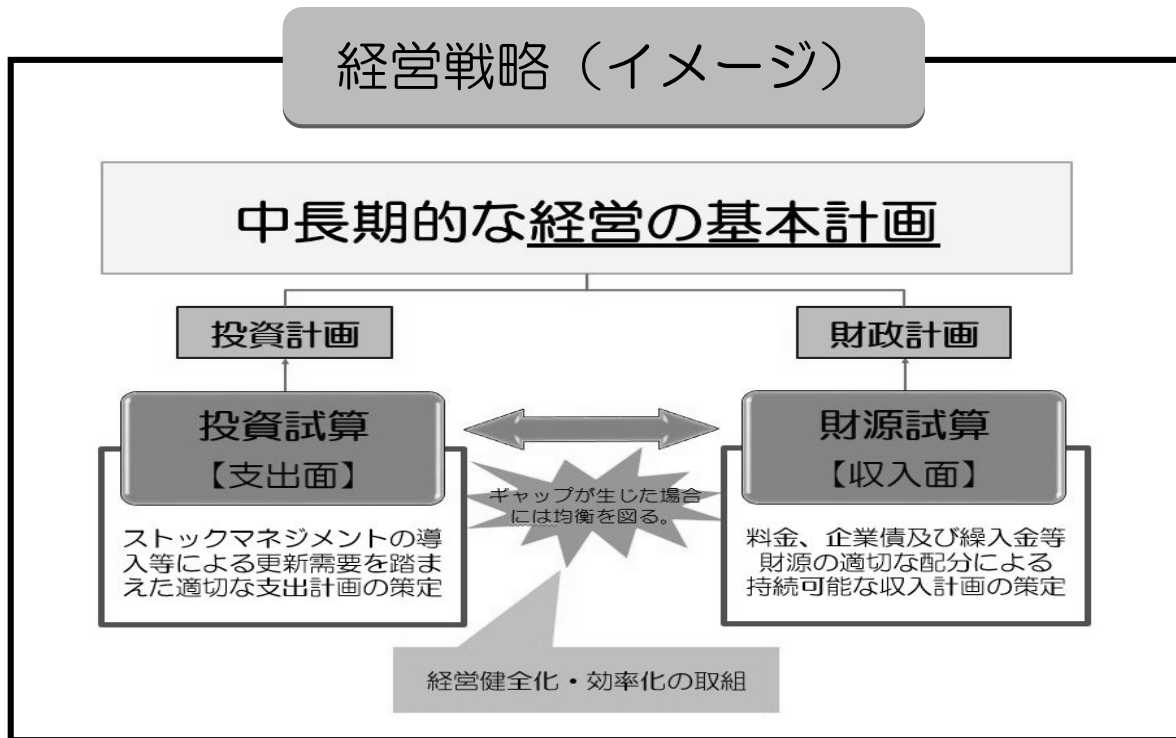 経営戦略（イメージ）
中長期的な経営の基本計画
投資計画
財政計画
投資試算
【支出面】
財源試算
【収入面】
ギャップが生じた場合
には均衡を図る。
ストックマネジメントの導
入等による更新需要を踏ま
えた適切な支出計画の策定
料金、企業債及び繰入金等
財源の適切な配分による
持続可能な収入計画の策定
経営健全化・効率化の取組